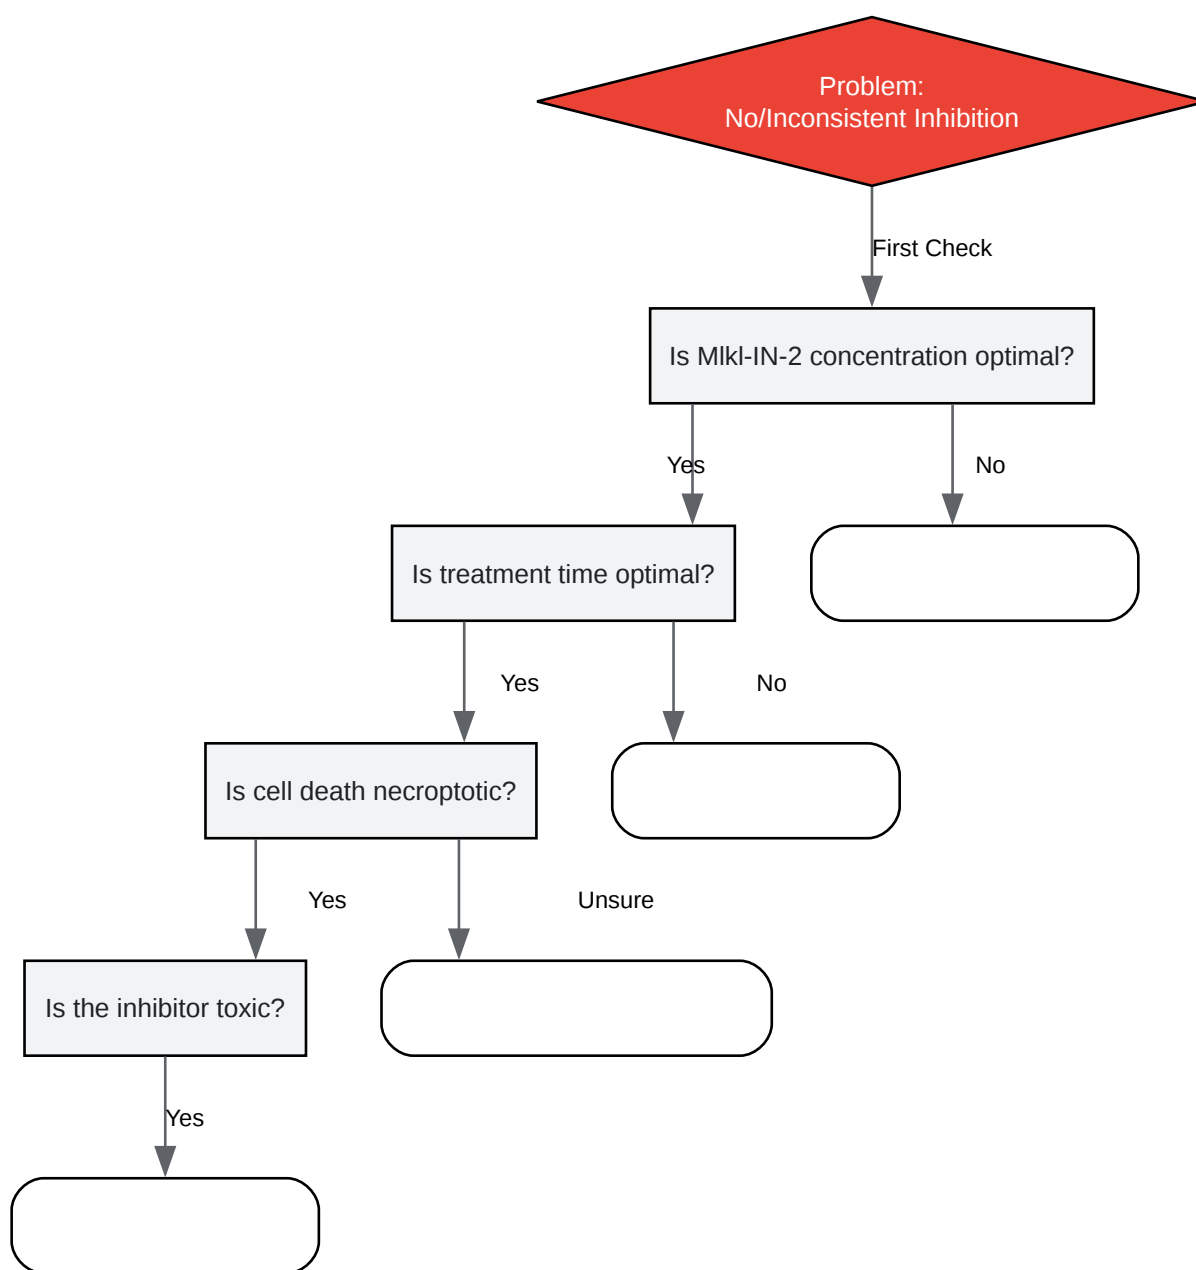 Problem:
No/Inconsistent Inhibition
First Check
Is Mlkl-IN-2 concentration optimal?
Yes
No
Is treatment time optimal?
Yes
No
Is cell death necroptotic?
Yes
Unsure
Is the inhibitor toxic?
Yes